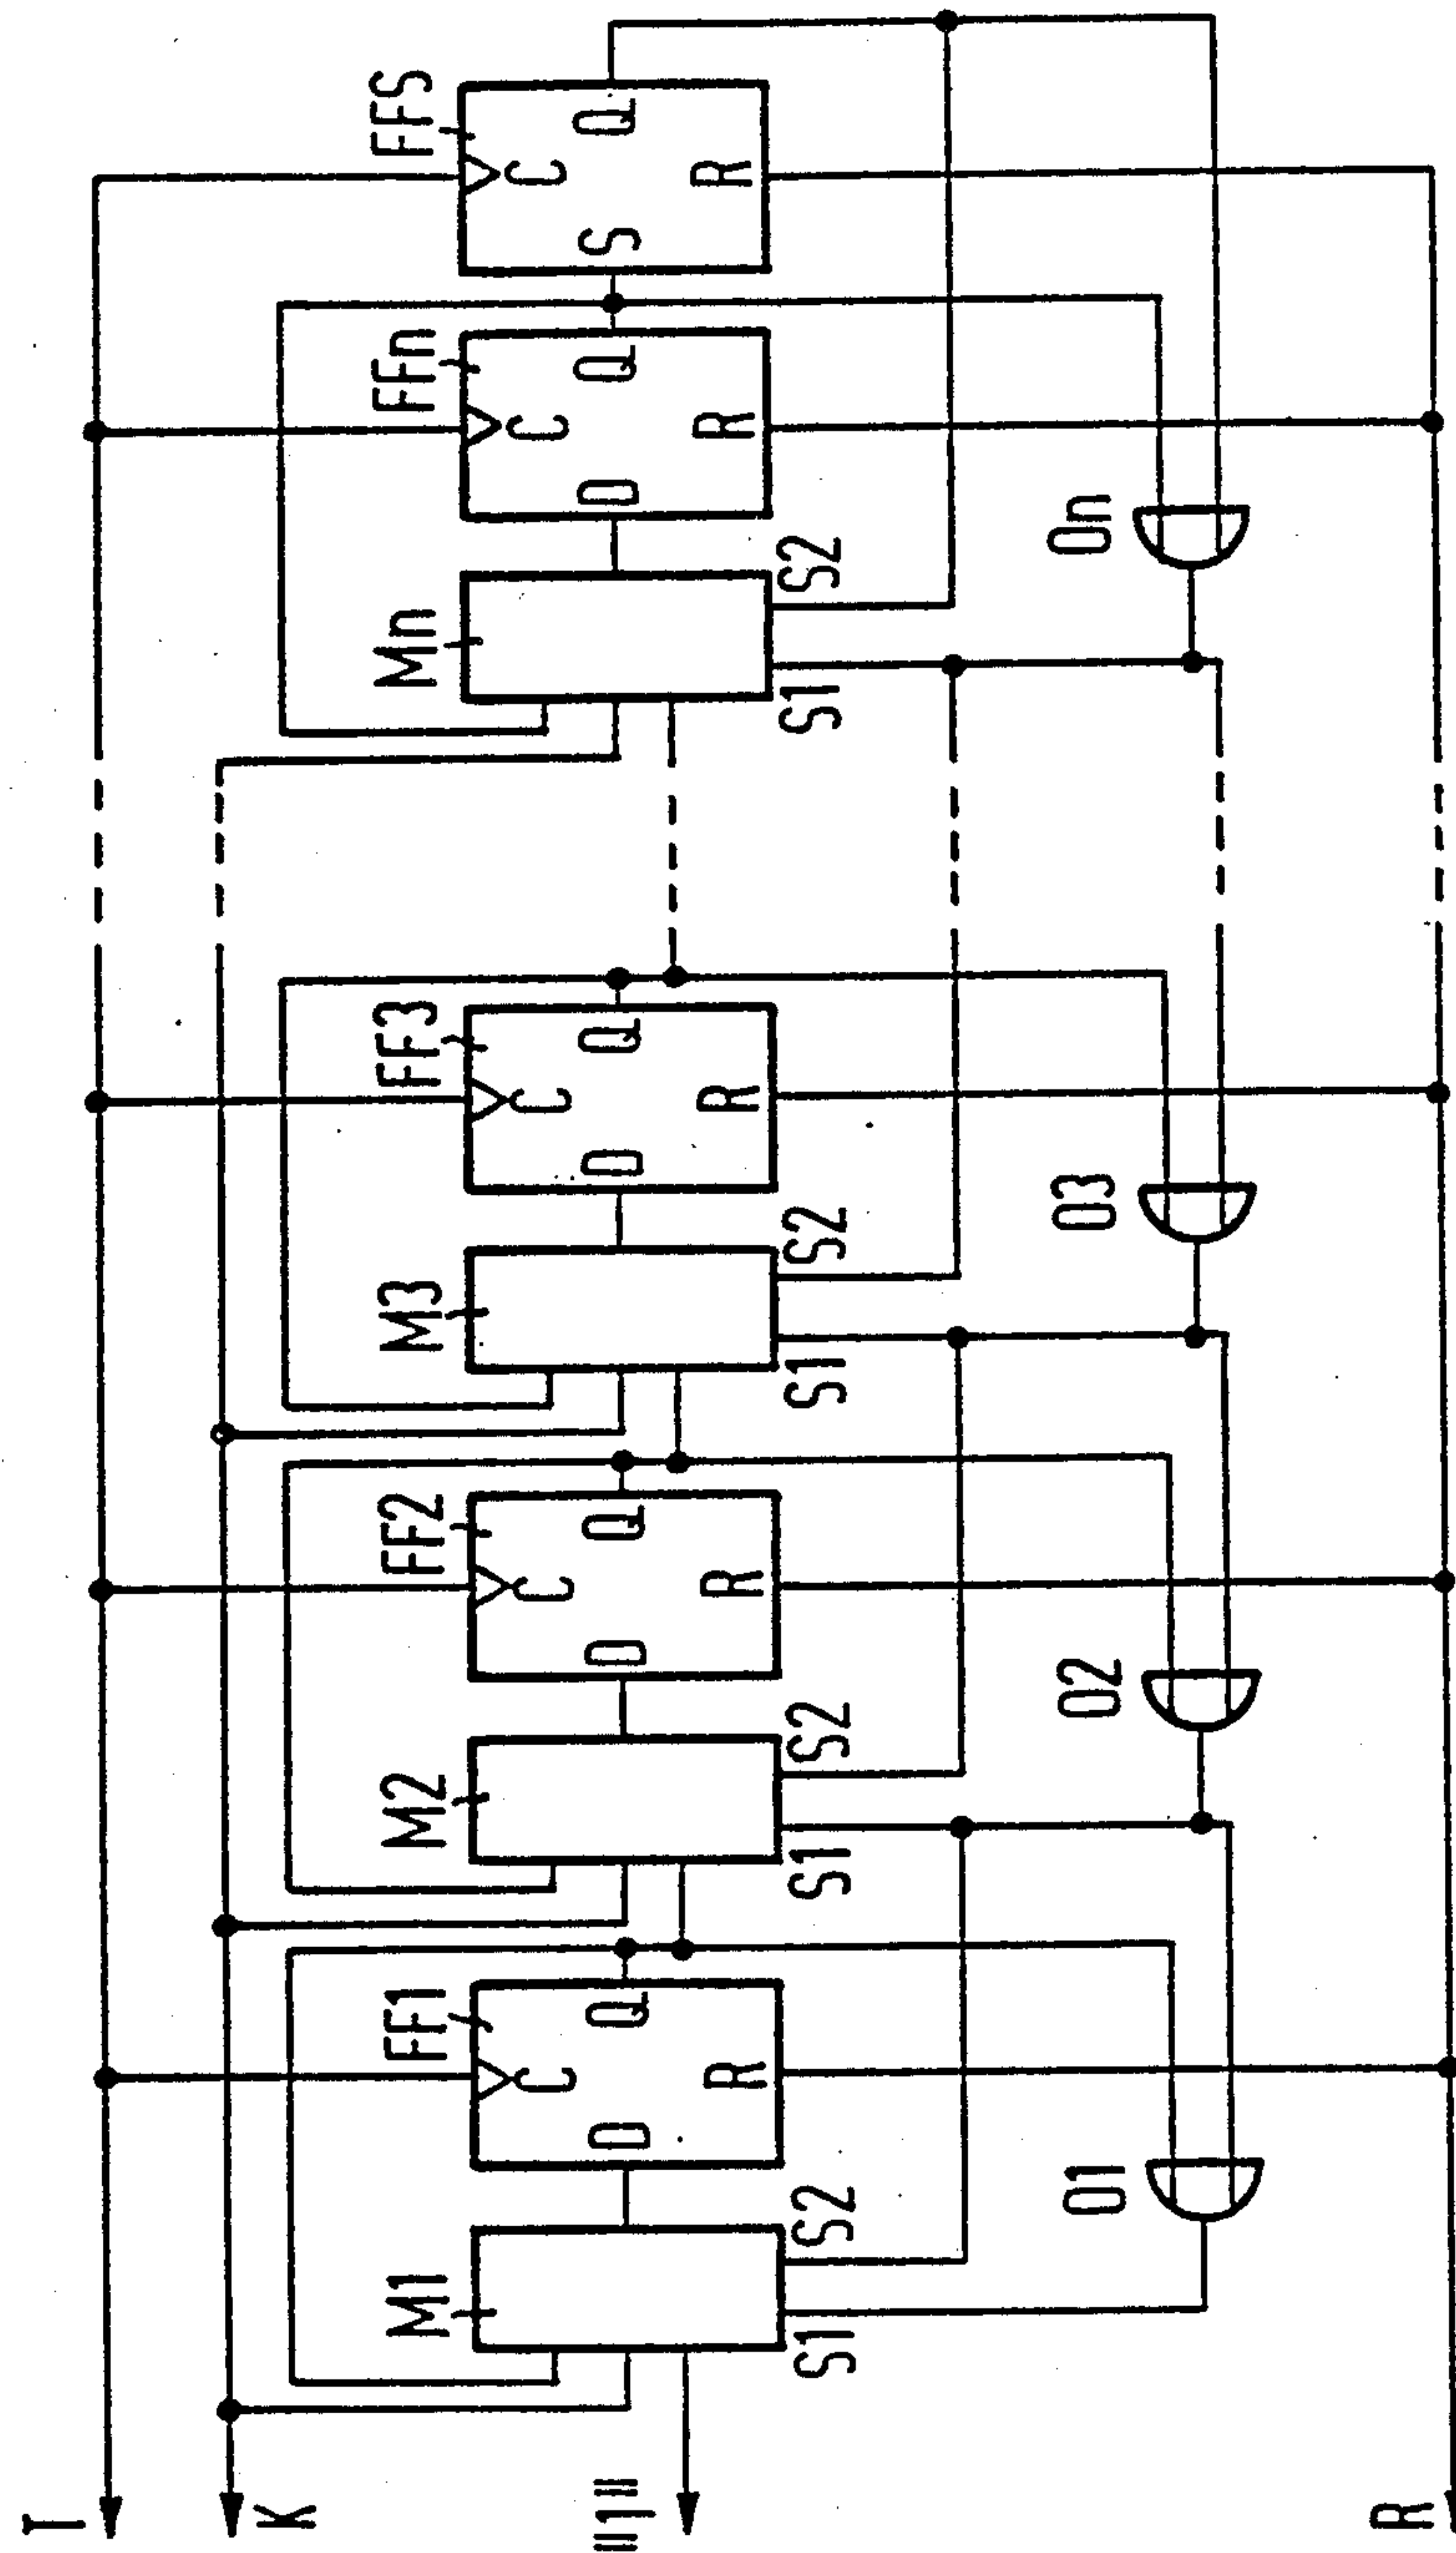 T
K
"1"
R
M1
S1
S2
FF1
C
D
Q
R
O1
M2
S1
S2
FF2
C
D
Q
R
O2
M3
S1
S2
FF3
C
D
Q
R
O3
Mn
S1
S2
FFn
C
D
Q
R
On
FFS
C
S
Q
R